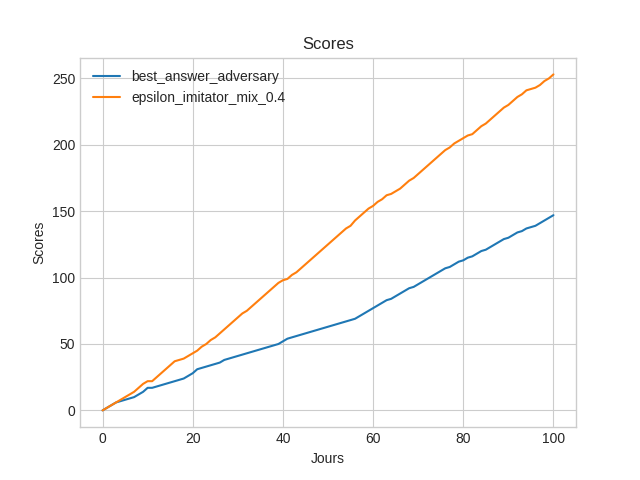 Scores
best_answer_adversary
epsilon_imitator_mix_0.4
250
200
150
100
50
0
Scores
0 20 40 60 80 100
Jours